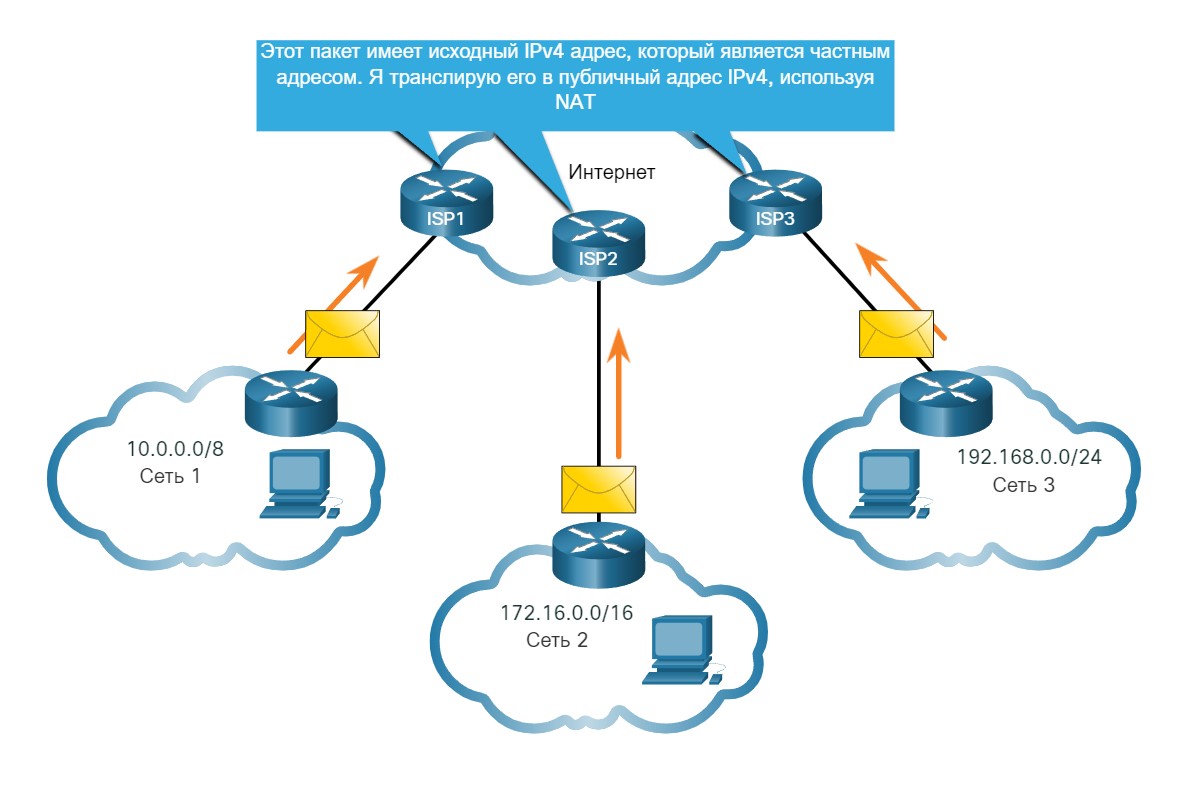 Этот пакет имеет исходный IPv4 адрес, который является частным
адресом. Я транслирую его в публичный адрес IPv4, используя
NAT
Интернет
ISP1
ISP2
ISP3
10.0.0.0/8
Сеть 1
192.168.0.0/24
Сеть 3
172.16.0.0/16
Сеть 2